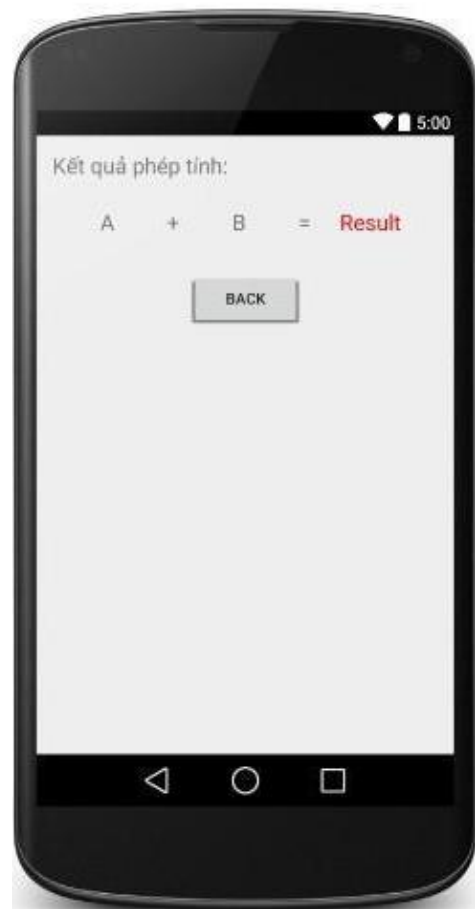 5:00
Kết quả phép tính:
A + B = Result
BACK